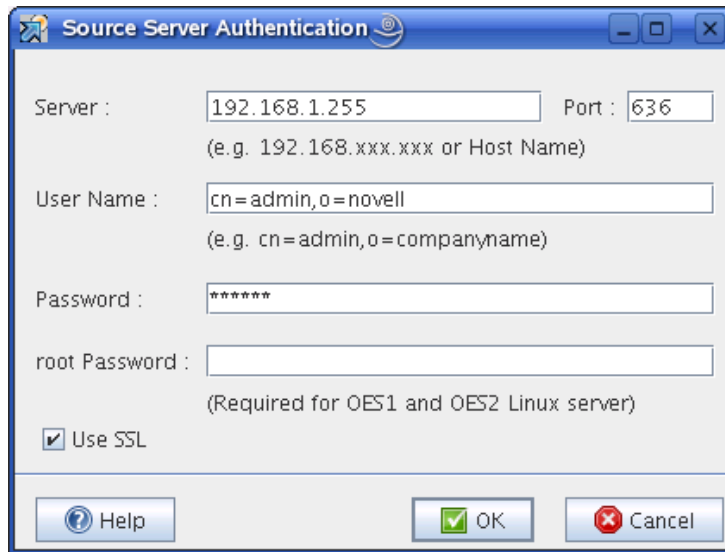 Source Server Authentication
Server : 192.168.1.255 Port : 636
(e.g. 192.168.xxx.xxx or Host Name)
User Name : cn=admin,o=novell
(e.g. cn=admin,o=companyname)
Password : ******
root Password :
(Required for OES1 and OES2 Linux server)
Use SSL
Help OK Cancel